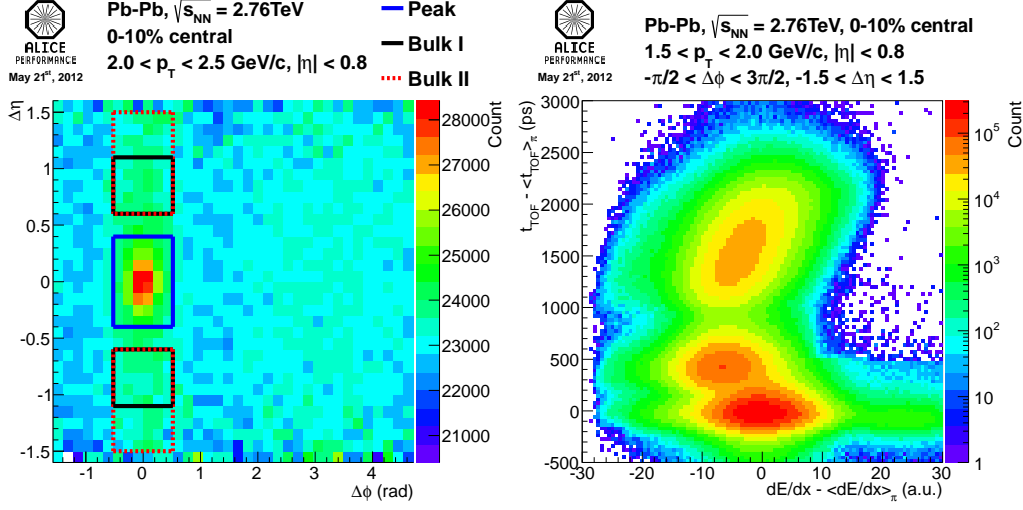 ALICE
PERFORMANCE
May 21st, 2012
Pb-Pb, √sNN = 2.76TeV
0-10% central
2.0 < pT < 2.5 GeV/c, |η| < 0.8
Peak
Bulk I
Bulk II
Δη
1.5
1
0.5
0
-0.5
-1
-1.5
-1 0 1 2 3 4
Δϕ (rad)
Count
28000
27000
26000
25000
24000
23000
22000
21000
ALICE
PERFORMANCE
May 21st, 2012
Pb-Pb, √sNN = 2.76TeV, 0-10% central
1.5 < pT < 2.0 GeV/c, |η| < 0.8
-π/2 < Δϕ < 3π/2, -1.5 < Δη < 1.5
tTOF - <tTOF>π (ps)
3000
2500
2000
1500
1000
500
0
-500
-30 -20 -10 0 10 20 30
dE/dx - <dE/dx>π (a.u.)
Count
10⁵
10⁴
10³
10²
10
1